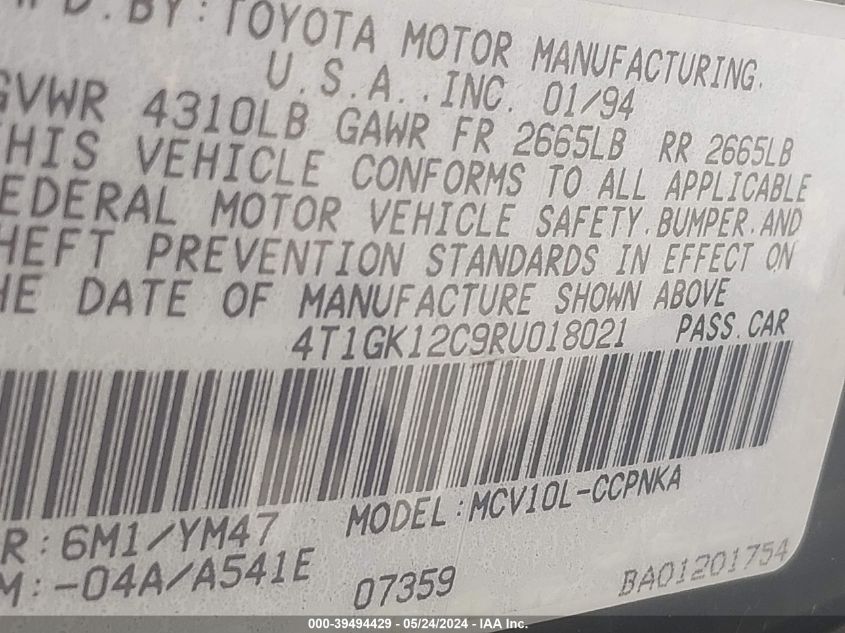 D.BY:TOYOTA MOTOR MANUFACTURING.
U.S.A.,INC. 01/94
GVWR 4310LB GAWR FR 2665LB RR 2665LB
HIS VEHICLE CONFORMS TO ALL APPLICABLE
EDERAL MOTOR VEHICLE SAFETY.BUMPER.AND
HEFT PREVENTION STANDARDS IN EFFECT ON
HE DATE OF MANUFACTURE SHOWN ABOVE
4T1GK12C9RU018021 PASS.CAR
R:6M1/YM47 MODEL:MCV10L-CCPNKA
M:-04A/A541E 07359 BA01201754
000-39494429 - 05/24/2024 - IAA Inc.